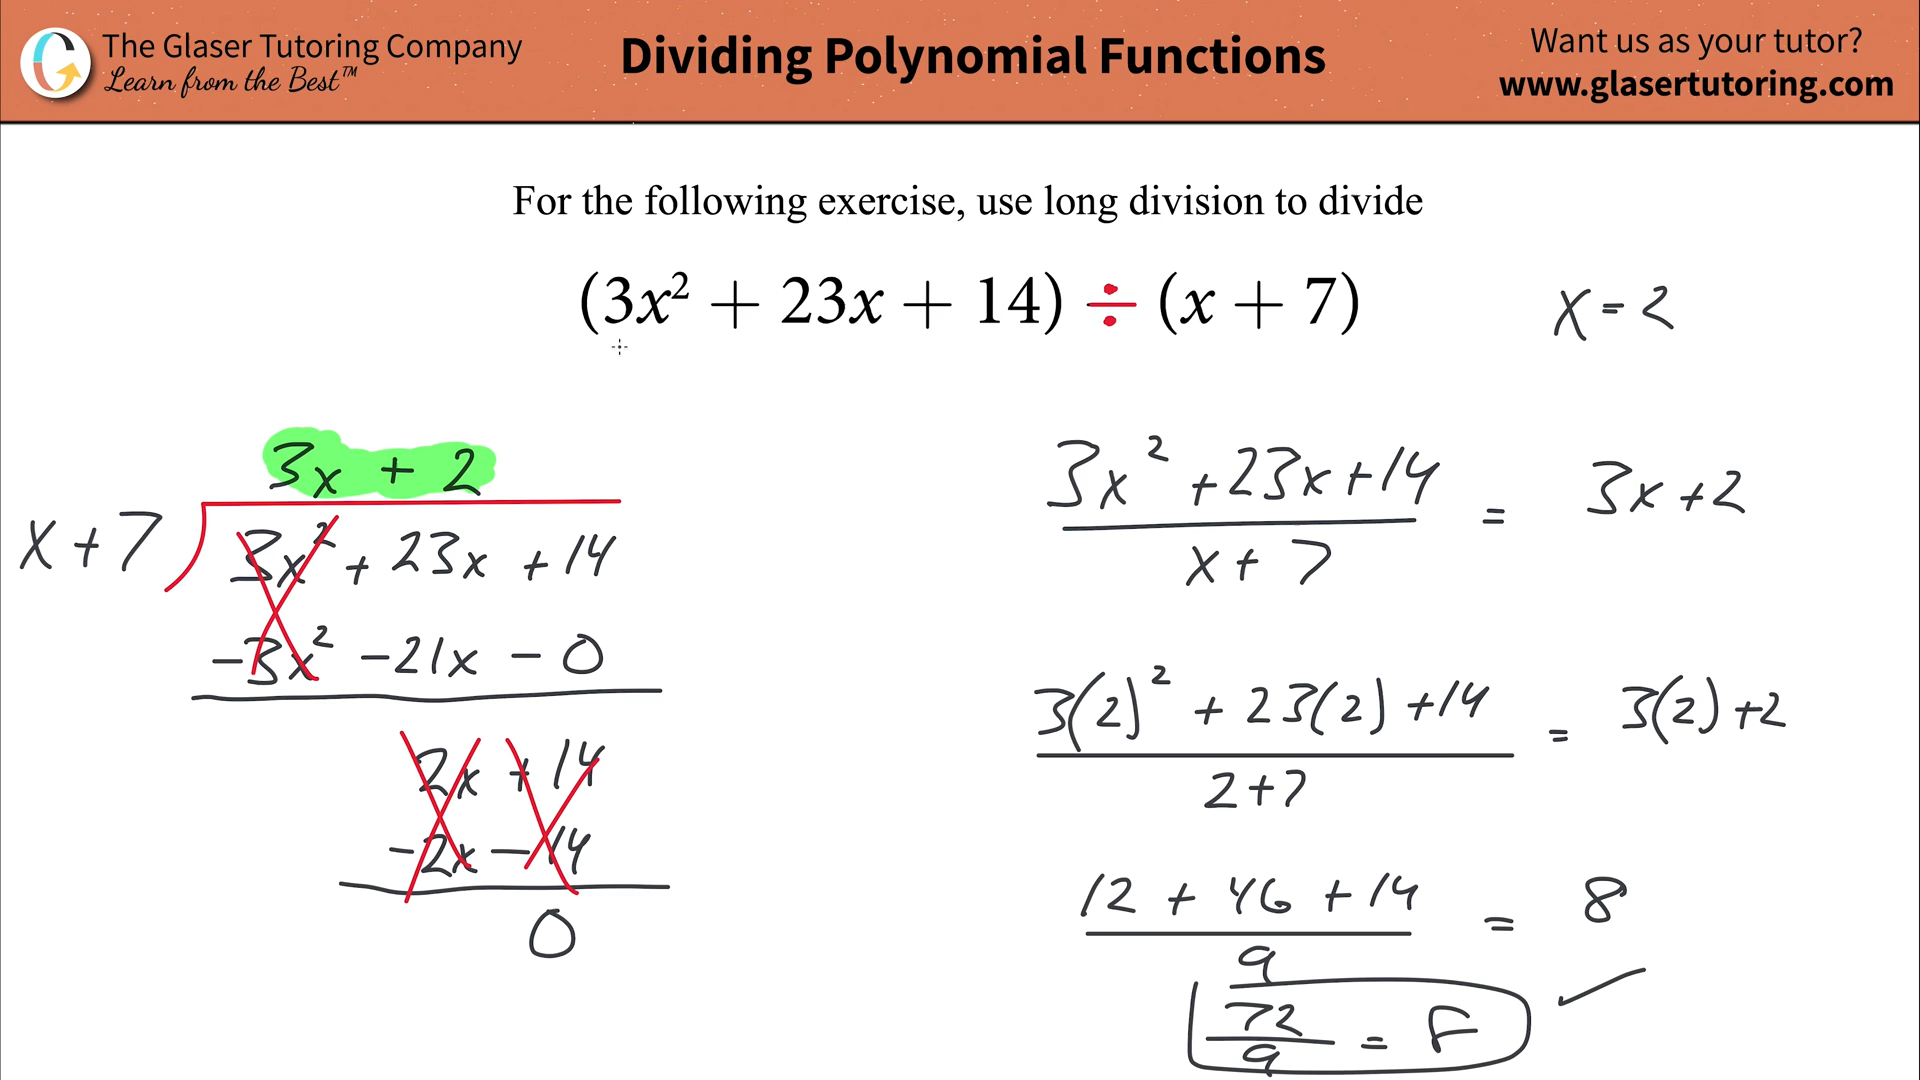 The Glaser Tutoring Company
Learn from the Best™
Dividing Polynomial Functions
Want us as your tutor?
www.glasertutoring.com
For the following exercise, use long division to divide
(3x² + 23x + 14) ÷ (x + 7)
x = 2
3x + 2
x + 7
3x² + 23x + 14
-3x² - 21x - 0
2x + 14
-2x - 14
0
3x² + 23x + 14 = 3x + 2
x + 7
3(2)² + 23(2) + 14 = 3(2) + 2
2 + 7
12 + 46 + 14 = 8
9
72 = F
9